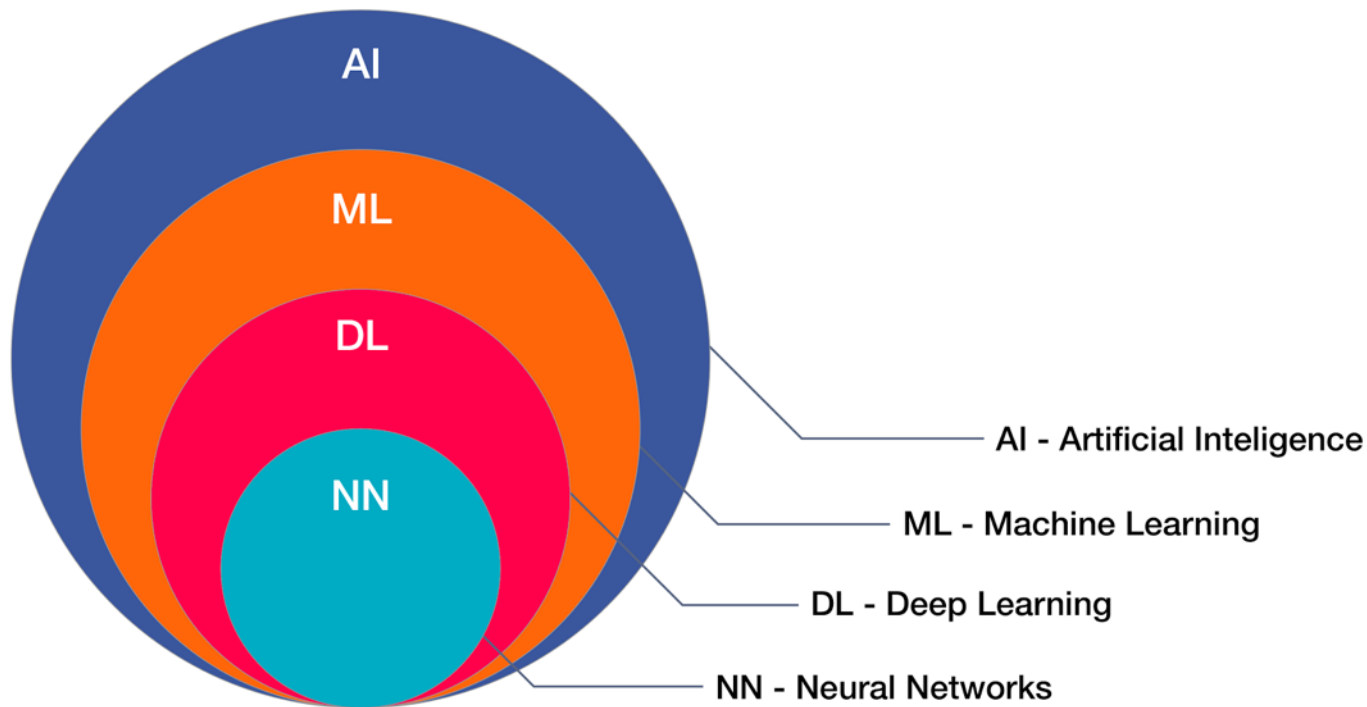 AI
ML
DL
NN
AI - Artificial Inteligence
ML - Machine Learning
DL - Deep Learning
NN - Neural Networks